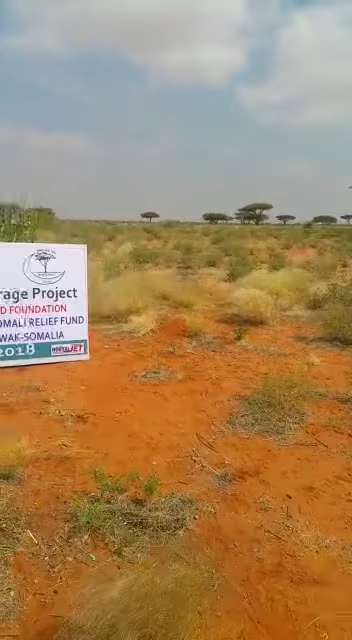 rage Project
D FOUNDATION
OMALI RELIEF FUND
WAK-SOMALIA
2018